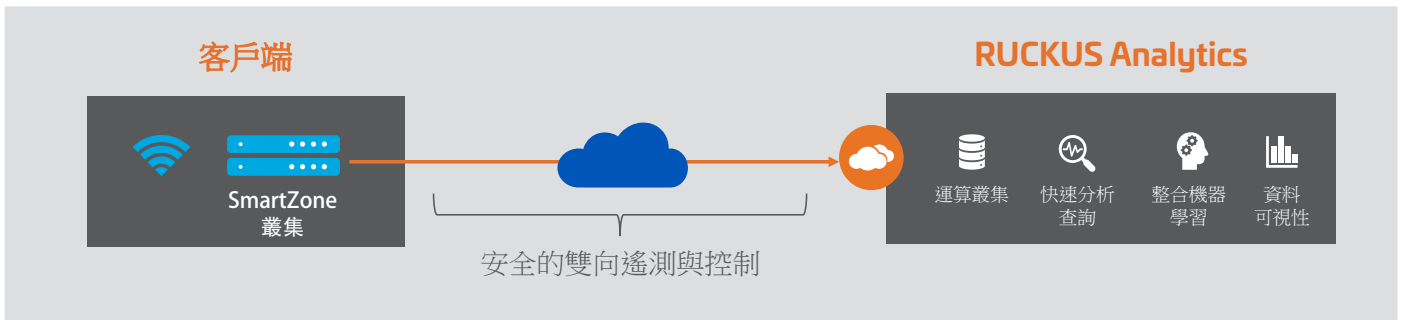 客戶端
SmartZone
叢集
安全的雙向遙測與控制
RUCKUS Analytics
運算叢集
快速分析
查詢
整合機器
學習
資料
可視性